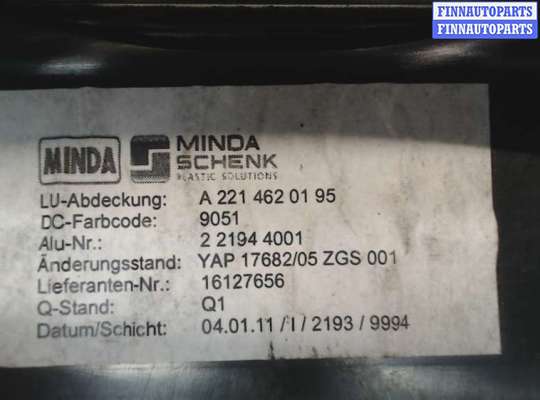 FINNAUTOPARTS
FINNAUTOPARTS
MINDA
MINDA
SCHENK
PLASTIC SOLUTIONS
LU-Abdeckung: A 221 462 01 95
DC-Farbcode: 9051
Alu-Nr.: 2 2194 4001
Änderungsstand: YAP 17682/05 ZGS 001
Lieferanten-Nr.: 16127656
Q-Stand: Q1
Datum/Schicht: 04.01.11 / I / 2193 / 9994